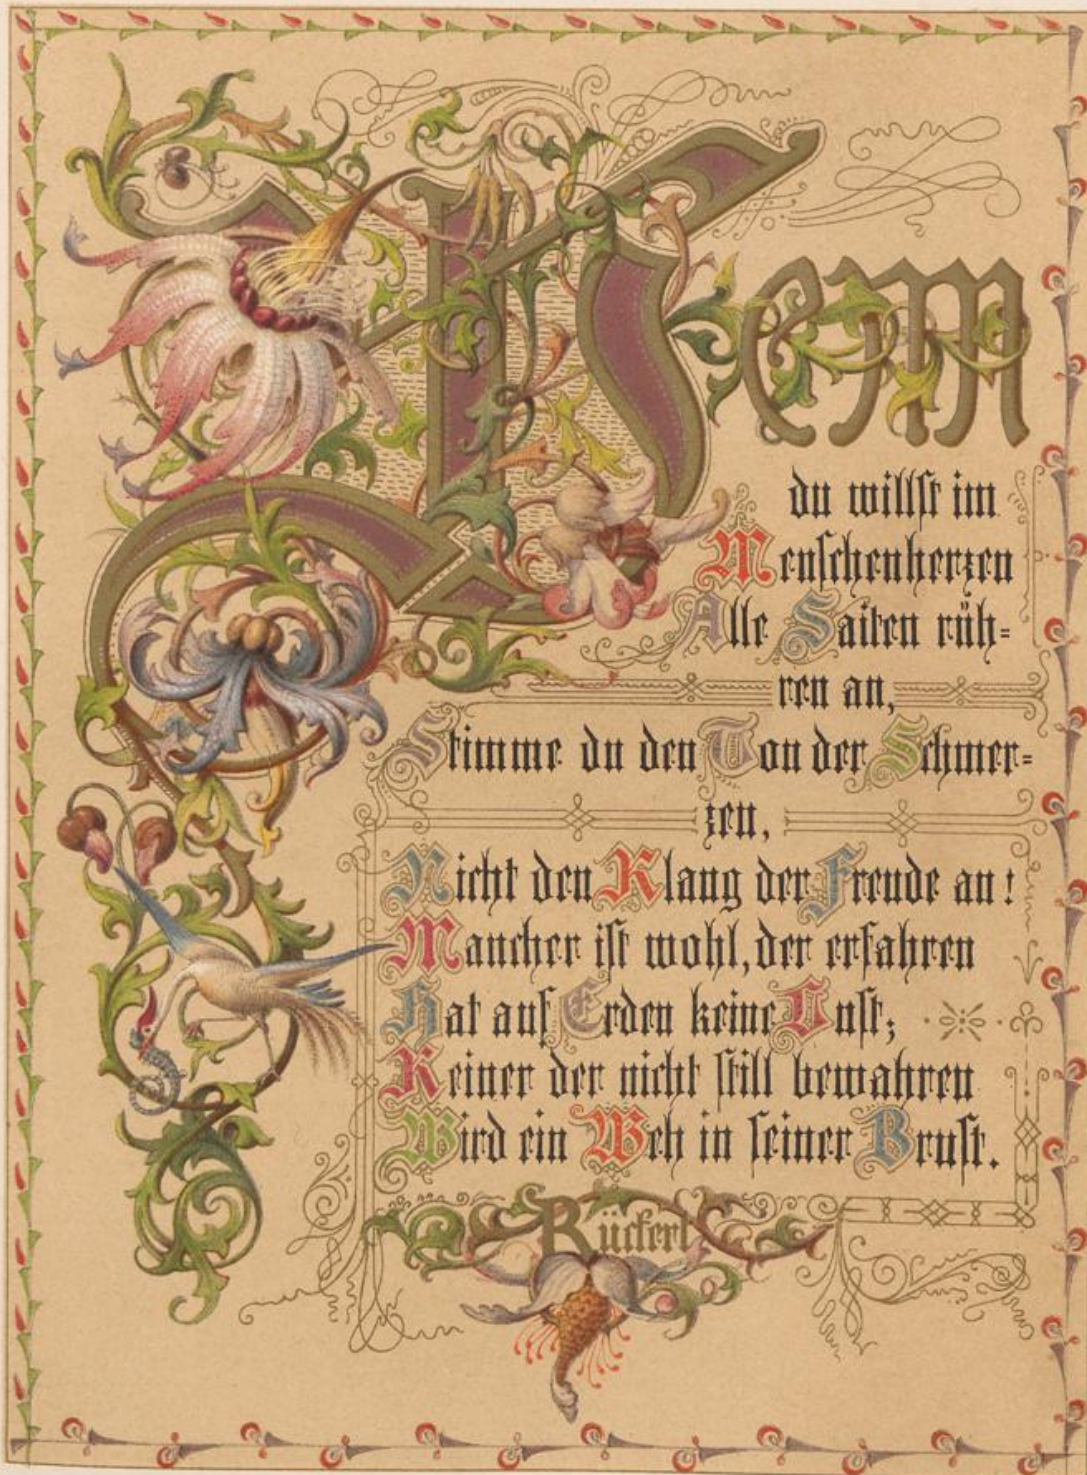 Wenn
du willst im
Menschenherzen
Alle Saiten rüh=
ren an,
Stimme du den Ton der Schmer=
zen,
Nicht den Klang der Freude an!
Mancher ist wohl, der erfahren
Hat auf Erden keine Lust;
Keiner der nicht still bewahren
Wird ein Weh in seiner Brust.
Rückert